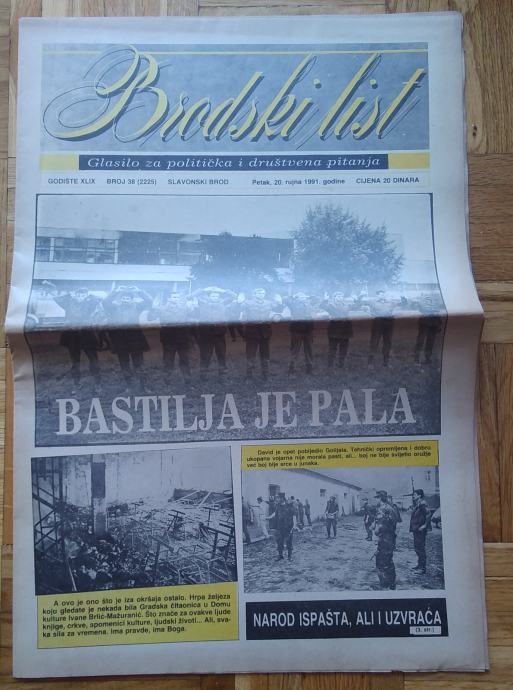 Brodski list
Glasilo za politička i društvena pitanja
GODIŠTE XLIX BROJ 38 (2225) SLAVONSKI BROD Petak, 20. rujna 1991. godine CIJENA 20 DINARA
BASTILJA JE PALA
David je opet pobijedio Golijata. Tehnički opremljena i dobro
ukopana vojarna nije morala pasti, ali... boj ne bije svijetlo oružje
već boj bije srce u junaka.
A ovo je ono što je iza okršaja ostalo. Hrpa željeza
koju gledate je nekada bila Gradska čitaonica u Domu
kulture Ivane Brlić-Mažuranić. Što znače za ovakve ljude
knjige, crkve, spomenici kulture, ljudski životi... Ali, sva-
ka sila za vremena. Ima pravde, ima Boga.
NAROD ISPAŠTA, ALI I UZVRAĆA
(3. str.)